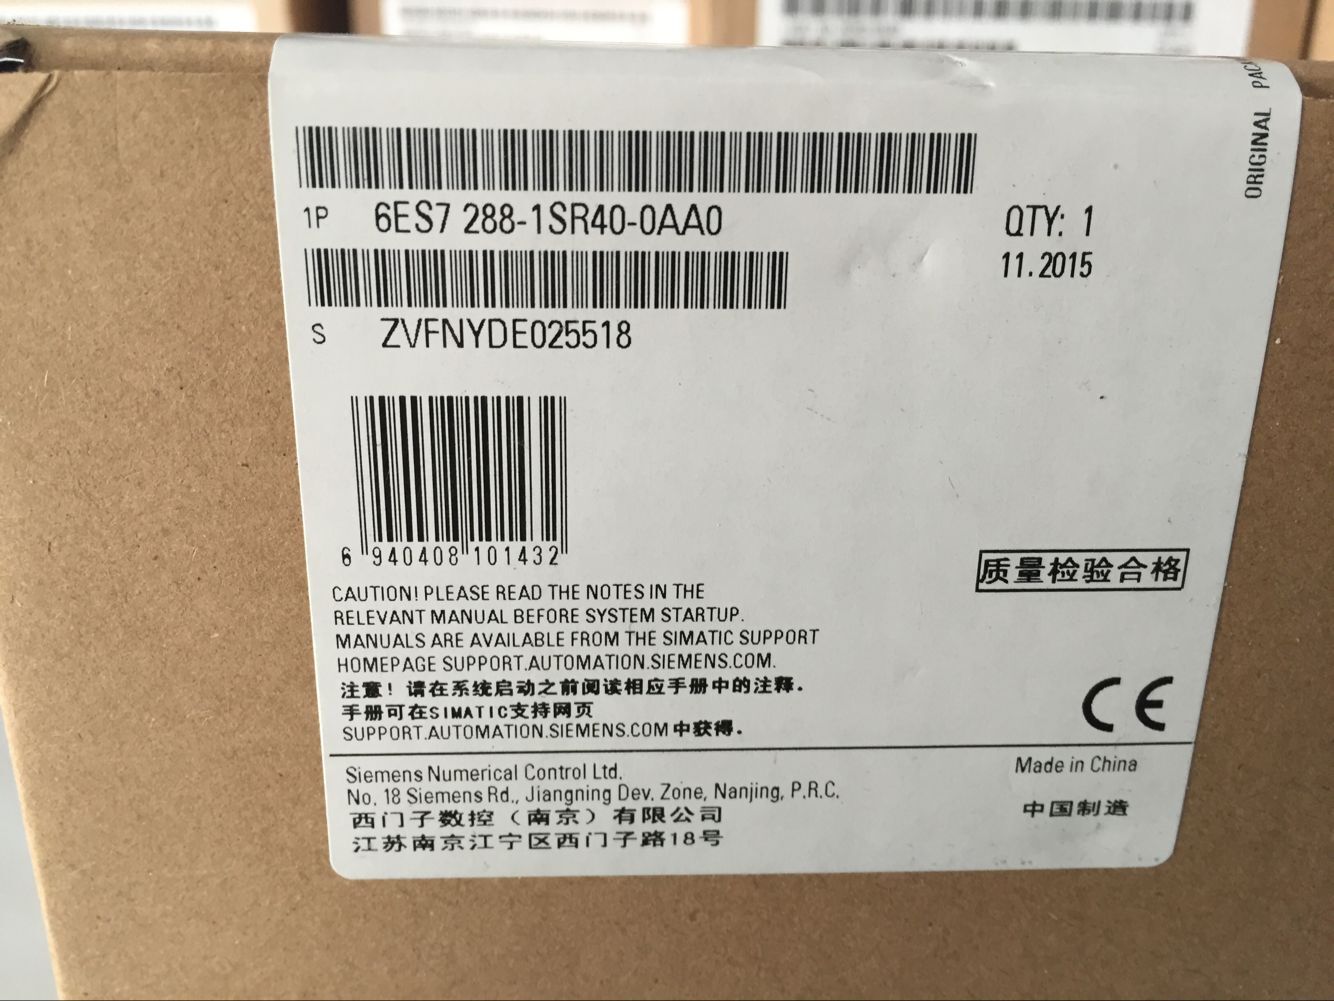 ORIGINAL
1P 6ES7 288-1SR40-0AA0
QTY: 1
11.2015
S ZVFNYDE025518
6 940408 101432
质量检验合格
CAUTION! PLEASE READ THE NOTES IN THE
RELEVANT MANUAL BEFORE SYSTEM STARTUP.
MANUALS ARE AVAILABLE FROM THE SIMATIC SUPPORT
HOMEPAGE SUPPORT.AUTOMATION.SIEMENS.COM.
注意！请在系统启动之前阅读相应手册中的注释.
手册可在SIMATIC支持网页
SUPPORT.AUTOMATION.SIEMENS.COM 中获得.
CE
Siemens Numerical Control Ltd.
No. 18 Siemens Rd., Jiangning Dev. Zone, Nanjing, P.R.C.
西门子数控（南京）有限公司
江苏南京江宁区西门子路18号
Made in China
中国制造